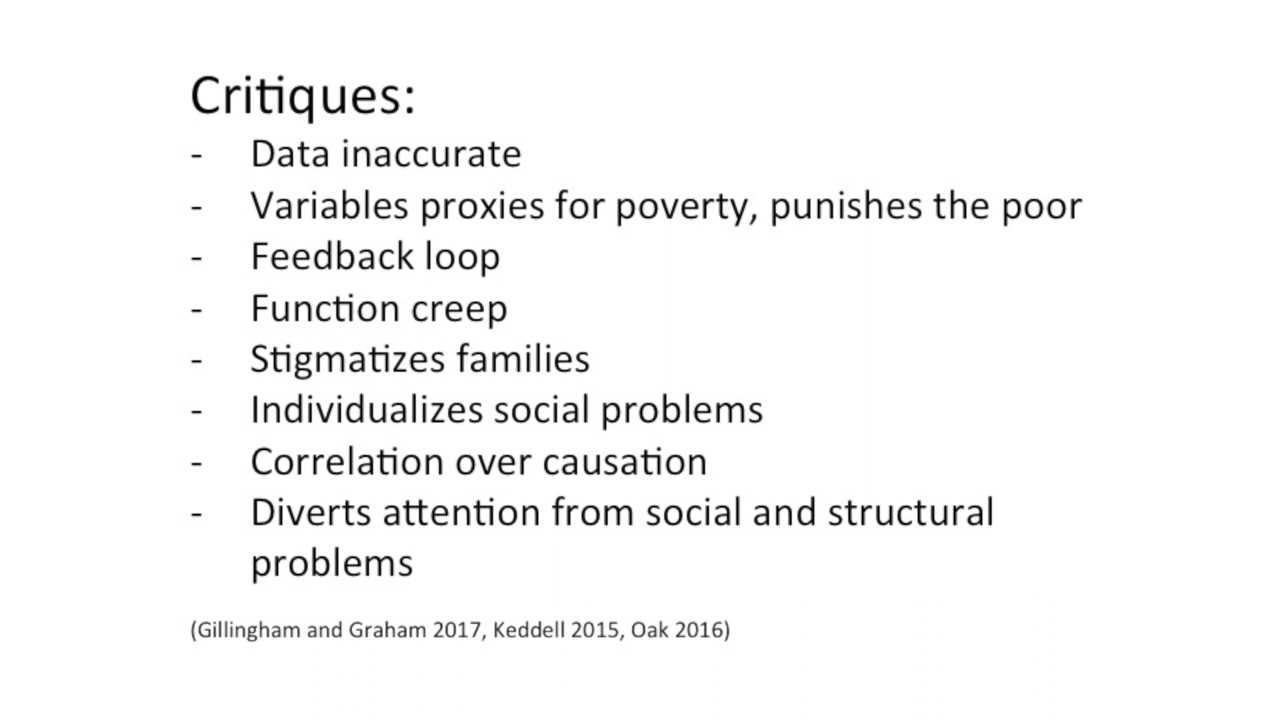 Critiques:
- Data inaccurate
- Variables proxies for poverty, punishes the poor
- Feedback loop
- Function creep
- Stigmatizes families
- Individualizes social problems
- Correlation over causation
- Diverts attention from social and structural
problems
(Gillingham and Graham 2017, Keddell 2015, Oak 2016)